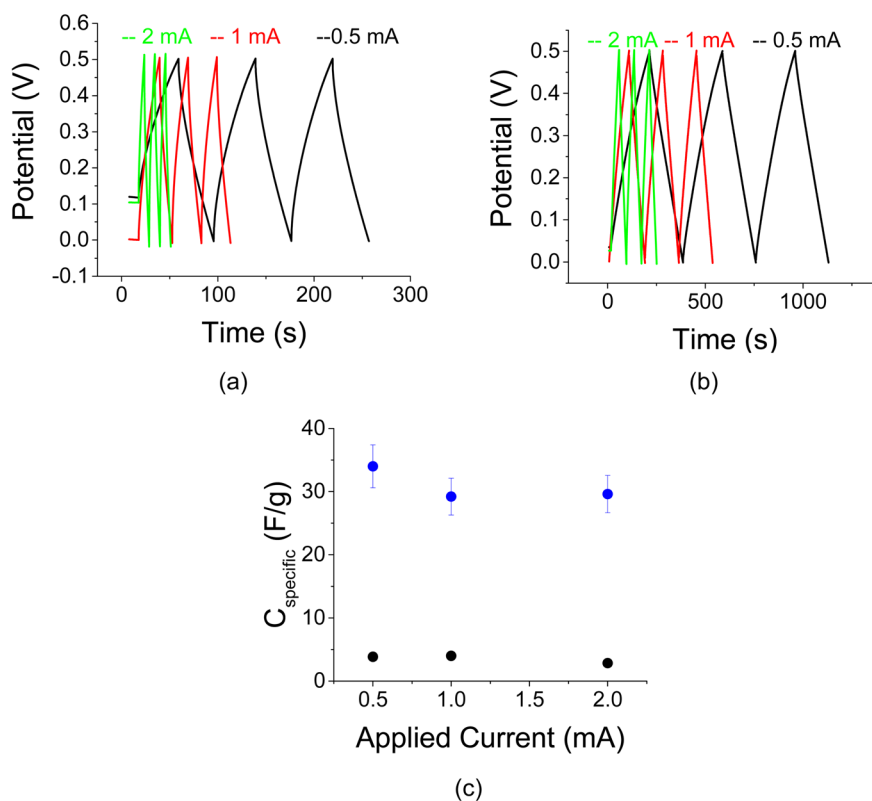 -- 2 mA -- 1 mA --0.5 mA
0.6
0.5
0.4
0.3
0.2
0.1
0.0
-0.1
Potential (V)
0 100 200 300
Time (s)
(a)
-- 2 mA -- 1 mA -- 0.5 mA
0.5
0.4
0.3
0.2
0.1
0.0
Potential (V)
0 500 1000
Time (s)
(b)
40
30
20
10
0
Cspecific (F/g)
0.5 1.0 1.5 2.0
Applied Current (mA)
(c)